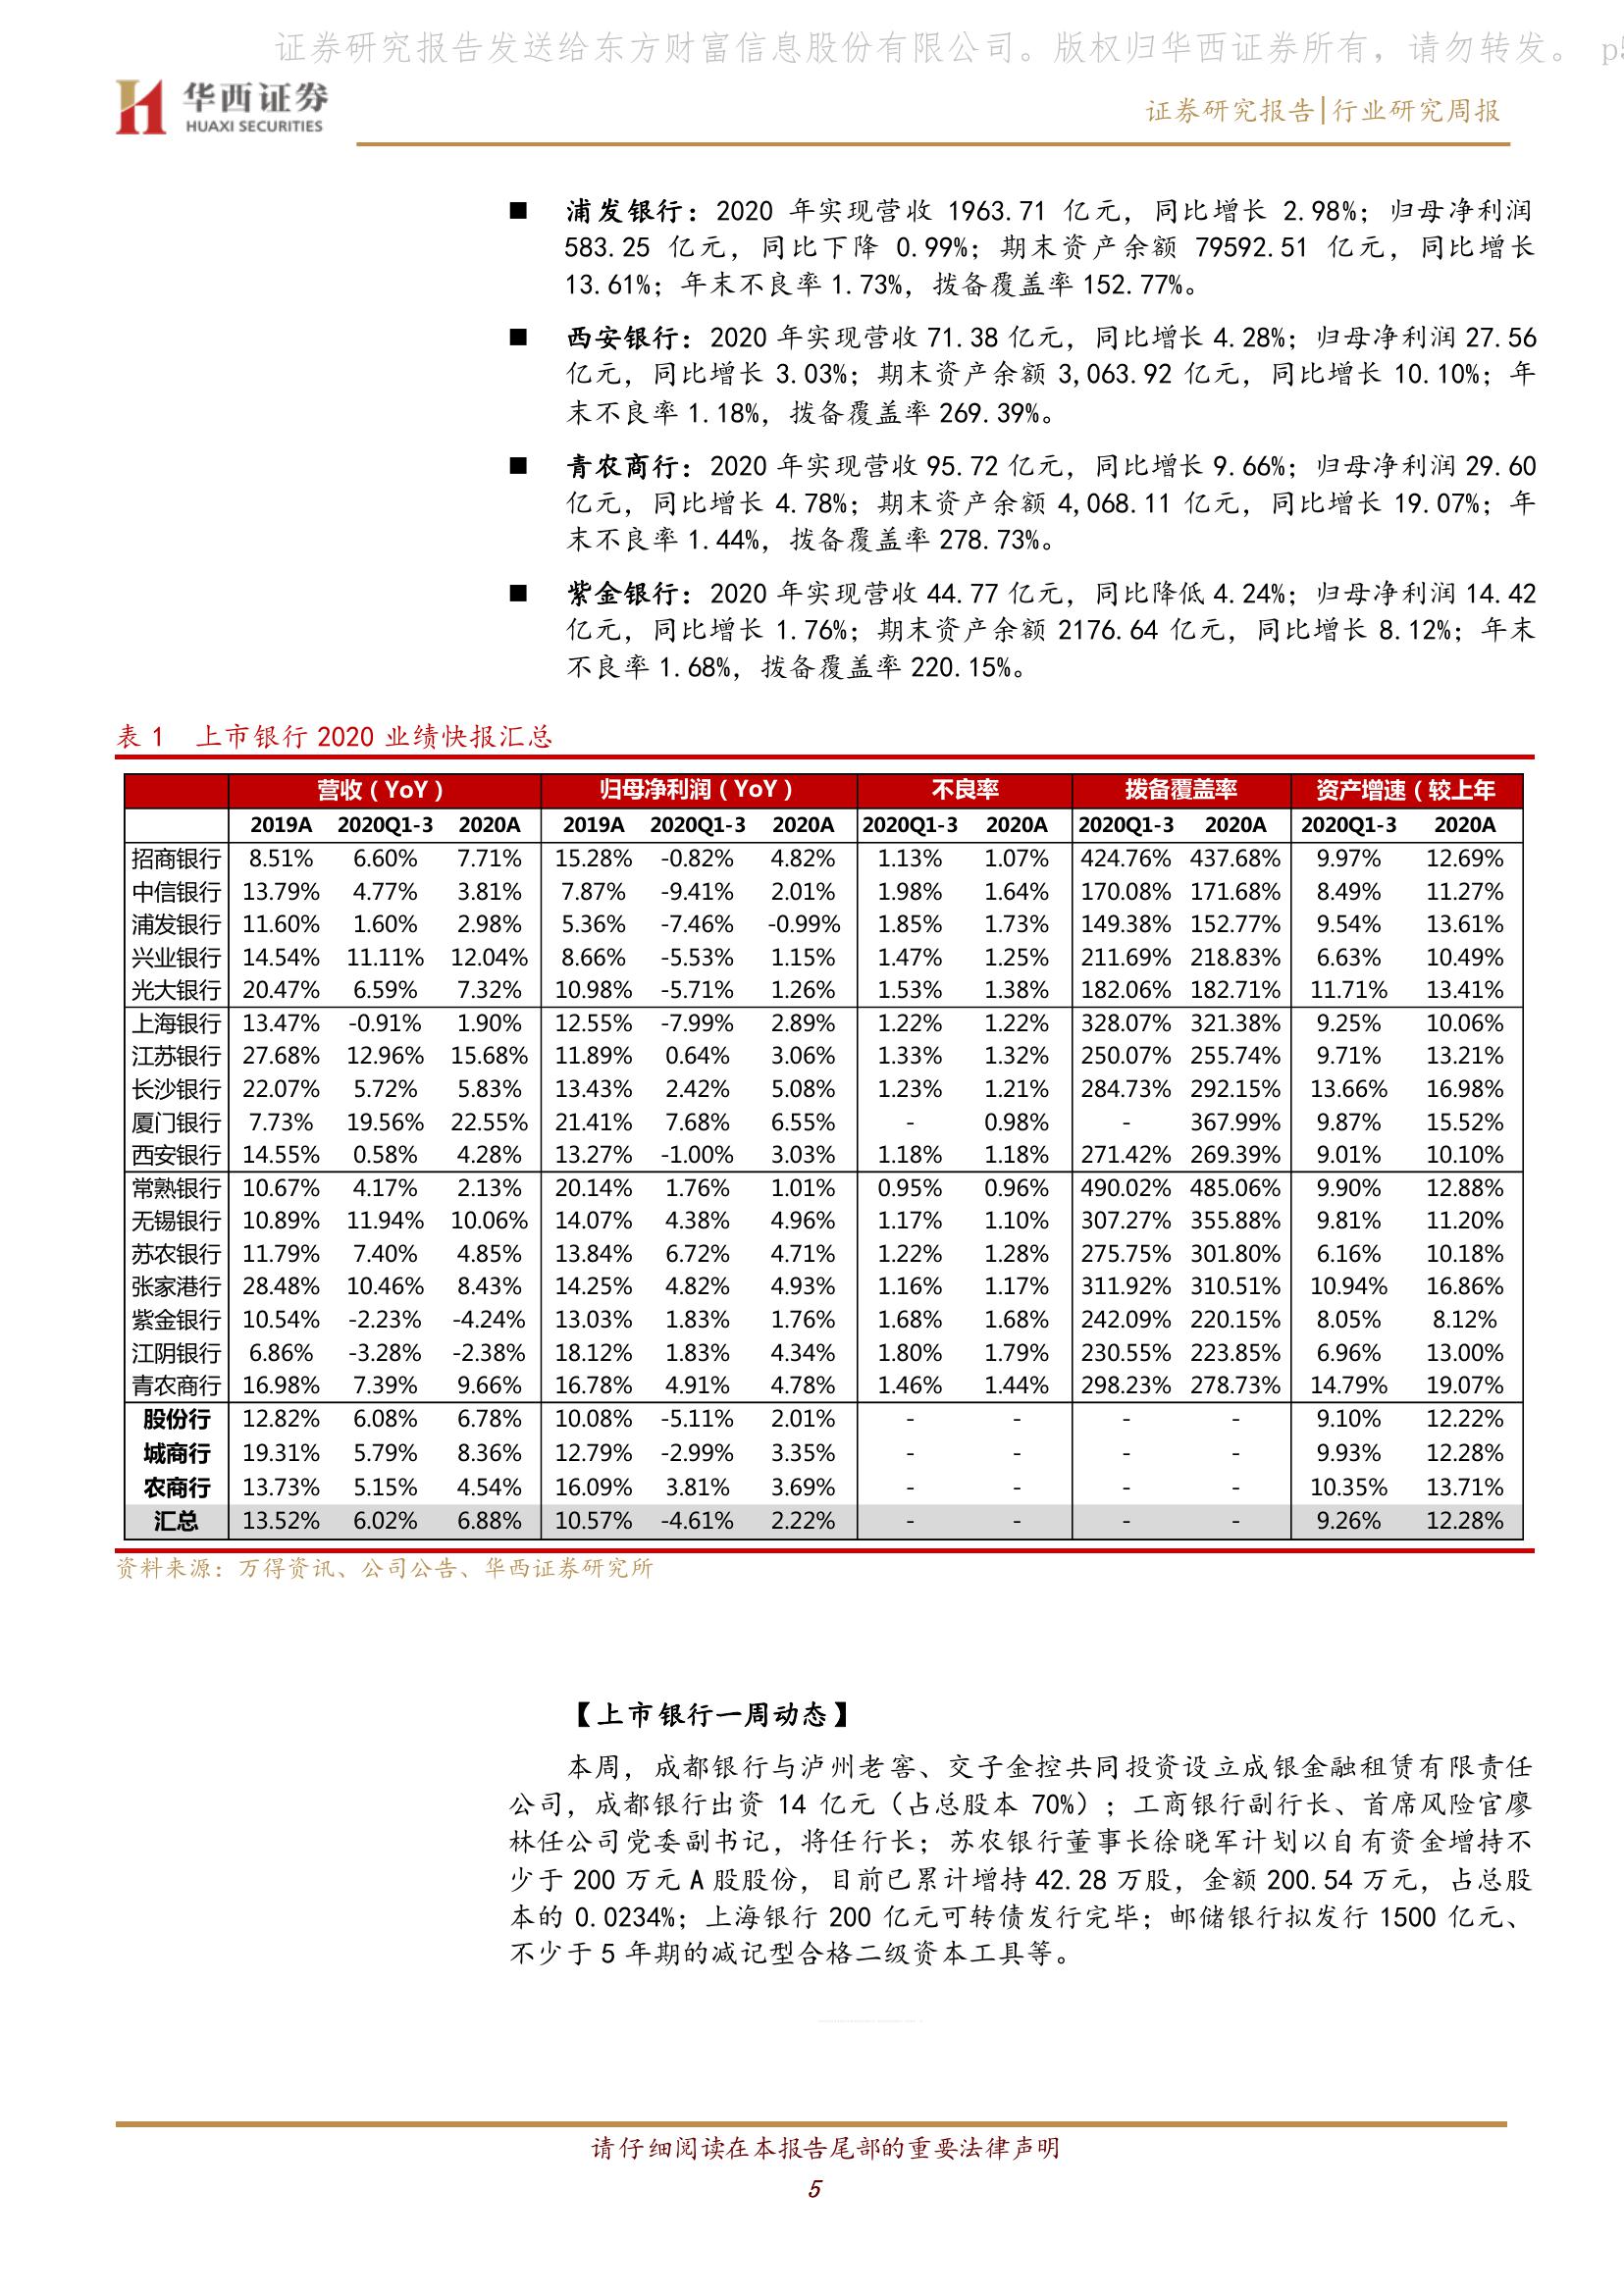 证券研究报告发送给东方财富信息股份有限公司。版权归华西证券所有，请勿转发。 p5
华西证券
HUAXI SECURITIES
证券研究报告|行业研究周报
■ 浦发银行：2020 年实现营收 1963.71 亿元，同比增长 2.98%；归母净利润
583.25 亿元，同比下降 0.99%；期末资产余额 79592.51 亿元，同比增长
13.61%；年末不良率 1.73%，拨备覆盖率 152.77%。
■ 西安银行：2020 年实现营收 71.38 亿元，同比增长 4.28%；归母净利润 27.56
亿元，同比增长 3.03%；期末资产余额 3,063.92 亿元，同比增长 10.10%；年
末不良率 1.18%，拨备覆盖率 269.39%。
■ 青农商行：2020 年实现营收 95.72 亿元，同比增长 9.66%；归母净利润 29.60
亿元，同比增长 4.78%；期末资产余额 4,068.11 亿元，同比增长 19.07%；年
末不良率 1.44%，拨备覆盖率 278.73%。
■ 紫金银行：2020 年实现营收 44.77 亿元，同比降低 4.24%；归母净利润 14.42
亿元，同比增长 1.76%；期末资产余额 2176.64 亿元，同比增长 8.12%；年末
不良率 1.68%，拨备覆盖率 220.15%。
表 1 上市银行 2020 业绩快报汇总
营收（YoY） 归母净利润（YoY） 不良率 拨备覆盖率 资产增速（较上年
2019A 2020Q1-3 2020A 2019A 2020Q1-3 2020A 2020Q1-3 2020A 2020Q1-3 2020A 2020Q1-3 2020A
招商银行 8.51% 6.60% 7.71% 15.28% -0.82% 4.82% 1.13% 1.07% 424.76% 437.68% 9.97% 12.69%
中信银行 13.79% 4.77% 3.81% 7.87% -9.41% 2.01% 1.98% 1.64% 170.08% 171.68% 8.49% 11.27%
浦发银行 11.60% 1.60% 2.98% 5.36% -7.46% -0.99% 1.85% 1.73% 149.38% 152.77% 9.54% 13.61%
兴业银行 14.54% 11.11% 12.04% 8.66% -5.53% 1.15% 1.47% 1.25% 211.69% 218.83% 6.63% 10.49%
光大银行 20.47% 6.59% 7.32% 10.98% -5.71% 1.26% 1.53% 1.38% 182.06% 182.71% 11.71% 13.41%
上海银行 13.47% -0.91% 1.90% 12.55% -7.99% 2.89% 1.22% 1.22% 328.07% 321.38% 9.25% 10.06%
江苏银行 27.68% 12.96% 15.68% 11.89% 0.64% 3.06% 1.33% 1.32% 250.07% 255.74% 9.71% 13.21%
长沙银行 22.07% 5.72% 5.83% 13.43% 2.42% 5.08% 1.23% 1.21% 284.73% 292.15% 13.66% 16.98%
厦门银行 7.73% 19.56% 22.55% 21.41% 7.68% 6.55% - 0.98% - 367.99% 9.87% 15.52%
西安银行 14.55% 0.58% 4.28% 13.27% -1.00% 3.03% 1.18% 1.18% 271.42% 269.39% 9.01% 10.10%
常熟银行 10.67% 4.17% 2.13% 20.14% 1.76% 1.01% 0.95% 0.96% 490.02% 485.06% 9.90% 12.88%
无锡银行 10.89% 11.94% 10.06% 14.07% 4.38% 4.96% 1.17% 1.10% 307.27% 355.88% 9.81% 11.20%
苏农银行 11.79% 7.40% 4.85% 13.84% 6.72% 4.71% 1.22% 1.28% 275.75% 301.80% 6.16% 10.18%
张家港行 28.48% 10.46% 8.43% 14.25% 4.82% 4.93% 1.16% 1.17% 311.92% 310.51% 10.94% 16.86%
紫金银行 10.54% -2.23% -4.24% 13.03% 1.83% 1.76% 1.68% 1.68% 242.09% 220.15% 8.05% 8.12%
江阴银行 6.86% -3.28% -2.38% 18.12% 1.83% 4.34% 1.80% 1.79% 230.55% 223.85% 6.96% 13.00%
青农商行 16.98% 7.39% 9.66% 16.78% 4.91% 4.78% 1.46% 1.44% 298.23% 278.73% 14.79% 19.07%
股份行 12.82% 6.08% 6.78% 10.08% -5.11% 2.01% - - - - 9.10% 12.22%
城商行 19.31% 5.79% 8.36% 12.79% -2.99% 3.35% - - - - 9.93% 12.28%
农商行 13.73% 5.15% 4.54% 16.09% 3.81% 3.69% - - - - 10.35% 13.71%
汇总 13.52% 6.02% 6.88% 10.57% -4.61% 2.22% - - - - 9.26% 12.28%
资料来源：万得资讯、公司公告、华西证券研究所
【上市银行一周动态】
本周，成都银行与泸州老窖、交子金控共同投资设立成银金融租赁有限责任
公司，成都银行出资 14 亿元（占总股本 70%）；工商银行副行长、首席风险官廖
林任公司党委副书记，将任行长；苏农银行董事长徐晓军计划以自有资金增持不
少于 200 万元 A 股股份，目前已累计增持 42.28 万股，金额 200.54 万元，占总股
本的 0.0234%；上海银行 200 亿元可转债发行完毕；邮储银行拟发行 1500 亿元、
不少于 5 年期的减记型合格二级资本工具等。
请仔细阅读在本报告尾部的重要法律声明
5